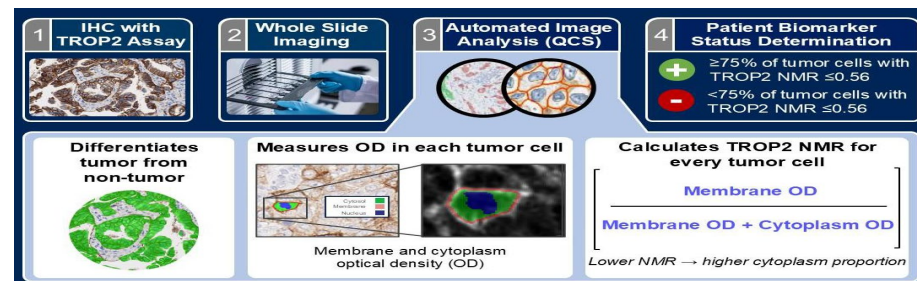 1
IHC with
TROP2 Assay
2
Whole Slide
Imaging
3
Automated Image
Analysis (QCS)
4
Patient Biomarker
Status Determination
+
≥75% of tumor cells with
TROP2 NMR ≤0.56
-
<75% of tumor cells with
TROP2 NMR ≤0.56
Differentiates
tumor from
non-tumor
Measures OD in each tumor cell
Cytosol
Membrane
Nucleus
Membrane and cytoplasm
optical density (OD)
Calculates TROP2 NMR for
every tumor cell
Membrane OD
Membrane OD + Cytoplasm OD
Lower NMR → higher cytoplasm proportion